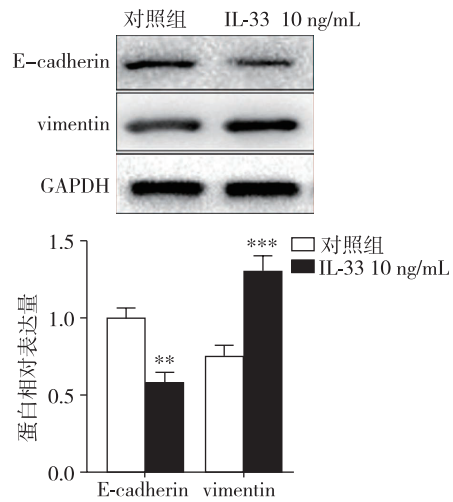 对照组 IL-33 10 ng/mL
E-cadherin
vimentin
GAPDH
蛋白相对表达量
1.5
1.0
0.5
0.0
**
***
对照组
IL-33 10 ng/mL
E-cadherin vimentin